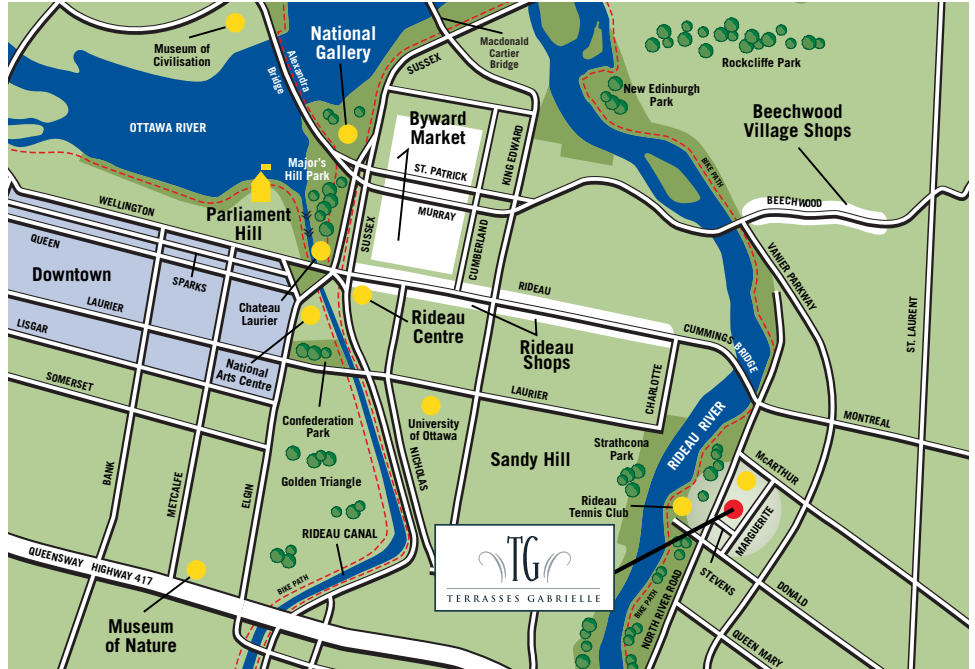 Museum of
Civilisation
National
Gallery
Alexandra
Bridge
SUSSEX
Macdonald
Cartier
Bridge
Rockcliffe Park
New Edinburgh
Park
Beechwood
Village Shops
OTTAWA RIVER
Byward
Market
KING EDWARD
Major's
Hill Park
ST. PATRICK
BIKE PATH
BEECHWOOD
WELLINGTON
Parliament
Hill
MURRAY
SUSSEX
CUMBERLAND
QUEEN
VANIER PARKWAY
Downtown
SPARKS
RIDEAU
LAURIER
Chateau
Laurier
ST. LAURENT
LISGAR
Rideau
Centre
Rideau
Shops
CUMMINGS BRIDGE
National
Arts Centre
SOMERSET
LAURIER
CHARLOTTE
MONTREAL
Confederation
Park
University
of Ottawa
RIDEAU RIVER
Strathcona
Park
Sandy Hill
McARTHUR
BANK
METCALFE
ELGIN
Golden Triangle
NICHOLAS
Rideau
Tennis Club
MARGUERITE
RIDEAU CANAL
QUEENSWAY HIGHWAY 417
TG
TERRASSES GABRIELLE
STEVENS
DONALD
BIKE PATH
BIKE PATH
NORTH RIVER ROAD
Museum
of Nature
QUEEN MARY